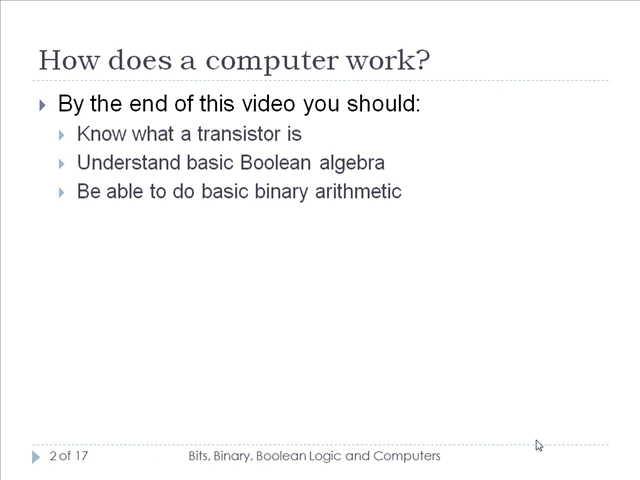 How does a computer work?
By the end of this video you should:
Know what a transistor is
Understand basic Boolean algebra
Be able to do basic binary arithmetic
2 of 17
Bits, Binary, Boolean Logic and Computers